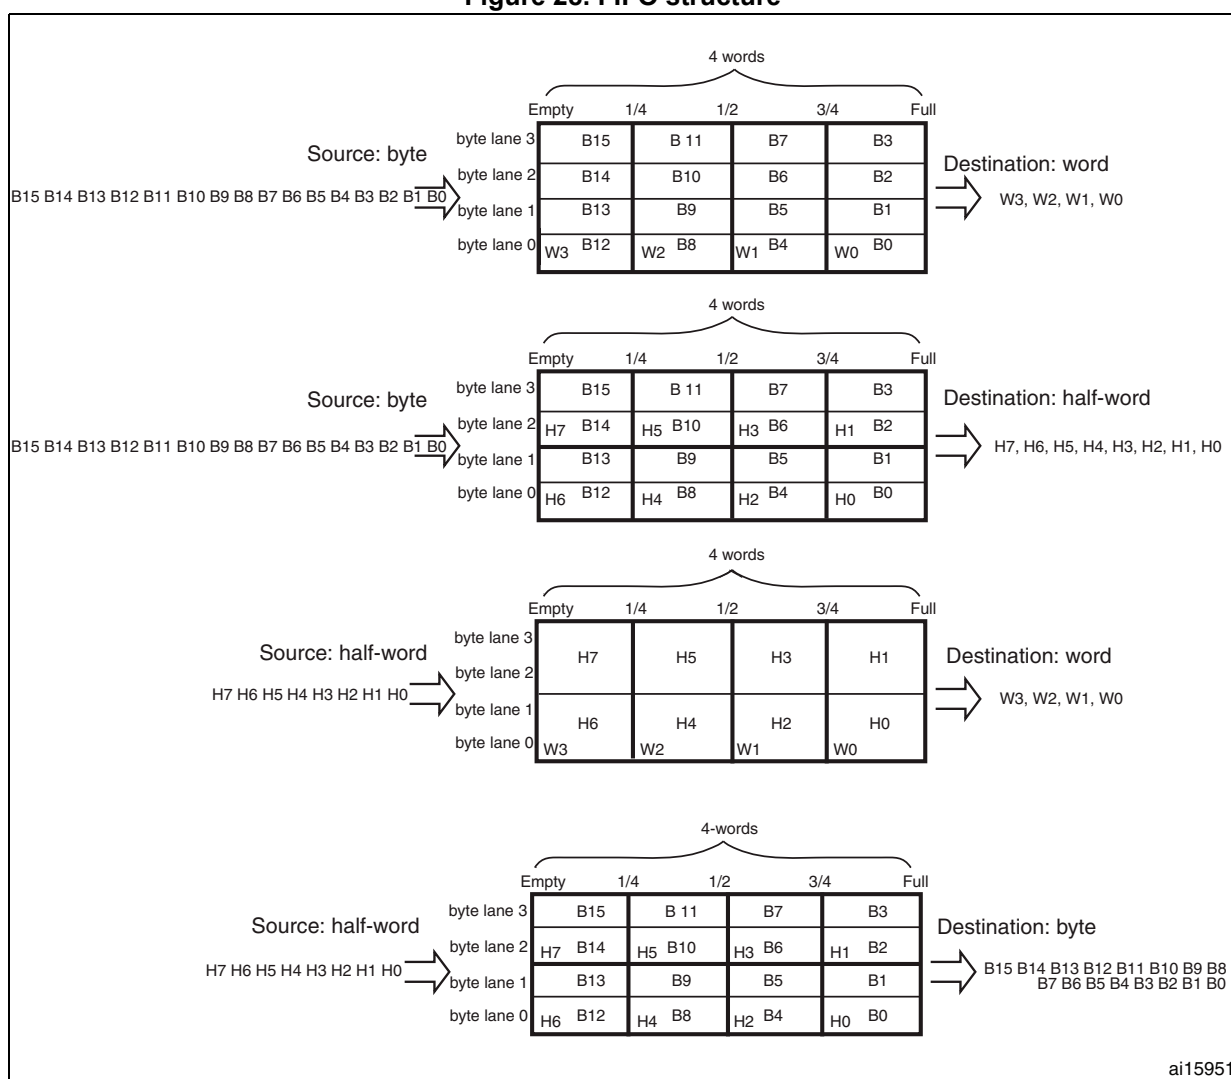 4 words
Empty 1/4 1/2 3/4 Full
Source: byte
B15 B14 B13 B12 B11 B10 B9 B8 B7 B6 B5 B4 B3 B2 B1 B0
byte lane 3 B15 B 11 B7 B3
byte lane 2 B14 B10 B6 B2
byte lane 1 B13 B9 B5 B1
byte lane 0 W3 B12 W2 B8 W1 B4 W0 B0
Destination: word
W3, W2, W1, W0
4 words
Empty 1/4 1/2 3/4 Full
Source: byte
B15 B14 B13 B12 B11 B10 B9 B8 B7 B6 B5 B4 B3 B2 B1 B0
byte lane 3 B15 B 11 B7 B3
byte lane 2 H7 B14 H5 B10 H3 B6 H1 B2
byte lane 1 B13 B9 B5 B1
byte lane 0 H6 B12 H4 B8 H2 B4 H0 B0
Destination: half-word
H7, H6, H5, H4, H3, H2, H1, H0
4 words
Empty 1/4 1/2 3/4 Full
Source: half-word
H7 H6 H5 H4 H3 H2 H1 H0
byte lane 3
H7 H5 H3 H1
byte lane 2
byte lane 1
H6 H4 H2 H0
byte lane 0 W3 W2 W1 W0
Destination: word
W3, W2, W1, W0
4-words
Empty 1/4 1/2 3/4 Full
Source: half-word
H7 H6 H5 H4 H3 H2 H1 H0
byte lane 3 B15 B 11 B7 B3
byte lane 2 H7 B14 H5 B10 H3 B6 H1 B2
byte lane 1 B13 B9 B5 B1
byte lane 0 H6 B12 H4 B8 H2 B4 H0 B0
Destination: byte
B15 B14 B13 B12 B11 B10 B9 B8
B7 B6 B5 B4 B3 B2 B1 B0
ai15951